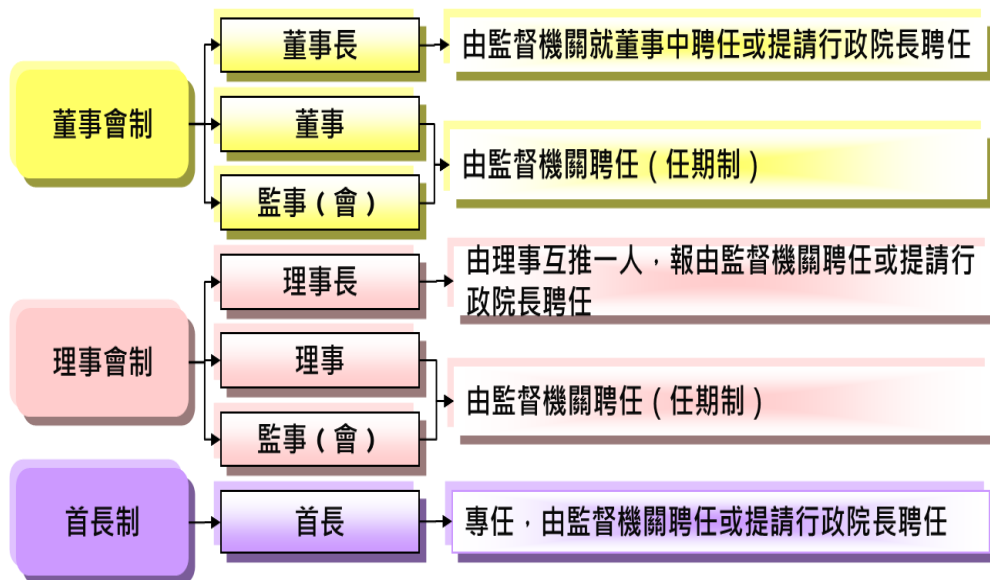 董事會制
董事長
由監督機關就董事中聘任或提請行政院長聘任
董事
監事（會）
由監督機關聘任（任期制）
理事會制
理事長
由理事互推一人，報由監督機關聘任或提請行
政院長聘任
理事
監事（會）
由監督機關聘任（任期制）
首長制
首長
專任，由監督機關聘任或提請行政院長聘任